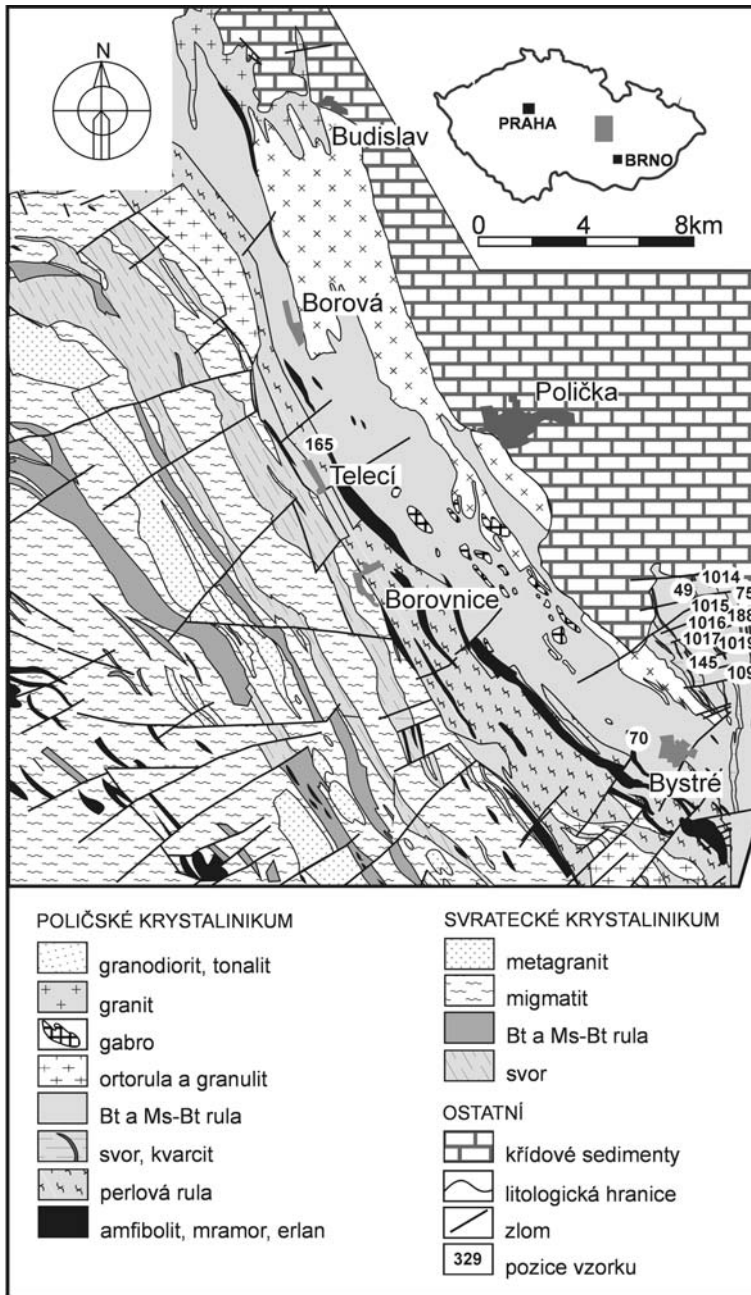 N
Budislav
PRAHA
BRNO
0 4 8km
Borová
Polička
165
Telecí
Borovnice
1014
49 75
1015
188
1016
1017 1019
145 109
70
Bystré
POLIČSKÉ KRYSTALINIKUM
granodiorit, tonalit
granit
gabro
ortorula a granulit
Bt a Ms-Bt rula
svor, kvarcit
perlová rula
amfibolit, mramor, erlan
SVRATECKÉ KRYSTALINIKUM
metagranit
migmatit
Bt a Ms-Bt rula
svor
OSTATNÍ
křídové sedimenty
litologická hranice
zlom
329 pozice vzorku